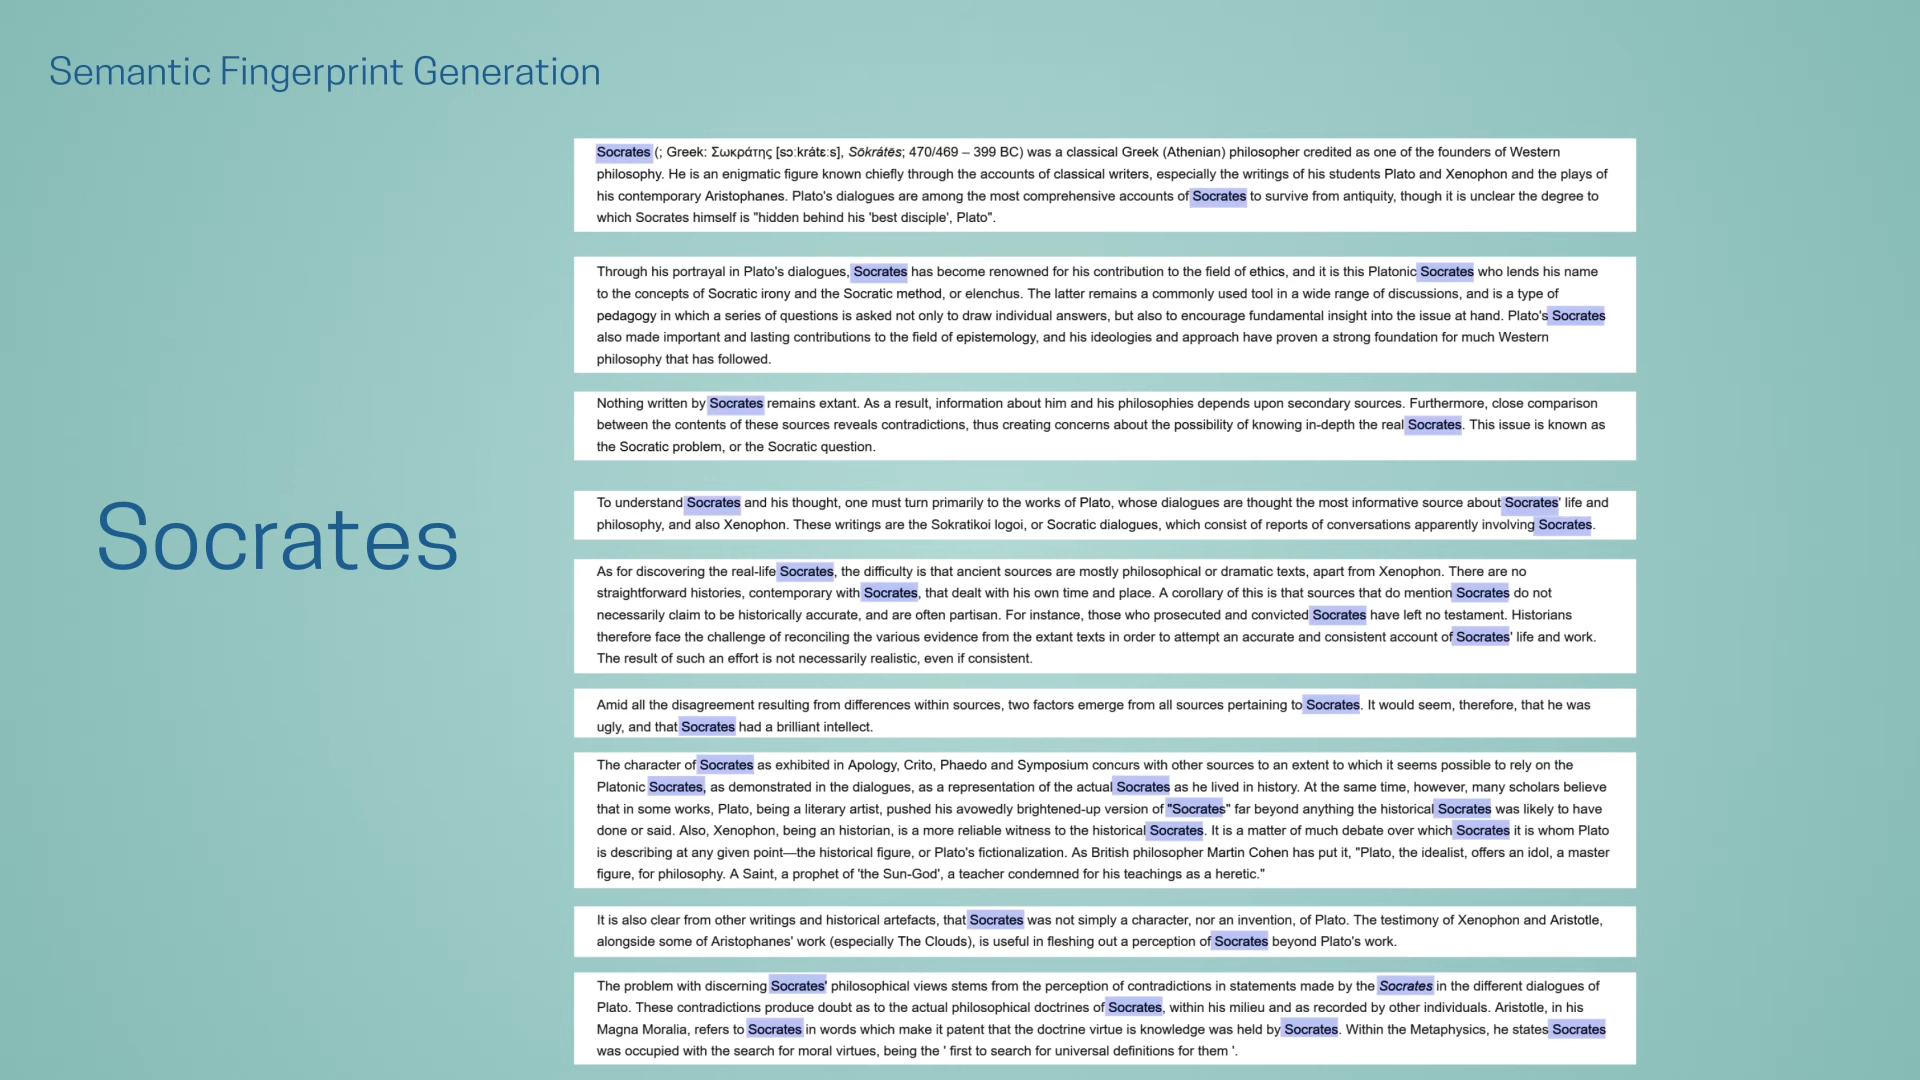 Semantic Fingerprint Generation
Socrates
Socrates (; Greek: Σωκράτης [sɔːkrátɛːs], Sōkrátēs; 470/469 – 399 BC) was a classical Greek (Athenian) philosopher credited as one of the founders of Western
philosophy. He is an enigmatic figure known chiefly through the accounts of classical writers, especially the writings of his students Plato and Xenophon and the plays of
his contemporary Aristophanes. Plato's dialogues are among the most comprehensive accounts of Socrates to survive from antiquity, though it is unclear the degree to
which Socrates himself is "hidden behind his 'best disciple', Plato".
Through his portrayal in Plato's dialogues, Socrates has become renowned for his contribution to the field of ethics, and it is this Platonic Socrates who lends his name
to the concepts of Socratic irony and the Socratic method, or elenchus. The latter remains a commonly used tool in a wide range of discussions, and is a type of
pedagogy in which a series of questions is asked not only to draw individual answers, but also to encourage fundamental insight into the issue at hand. Plato's Socrates
also made important and lasting contributions to the field of epistemology, and his ideologies and approach have proven a strong foundation for much Western
philosophy that has followed.
Nothing written by Socrates remains extant. As a result, information about him and his philosophies depends upon secondary sources. Furthermore, close comparison
between the contents of these sources reveals contradictions, thus creating concerns about the possibility of knowing in-depth the real Socrates. This issue is known as
the Socratic problem, or the Socratic question.
To understand Socrates and his thought, one must turn primarily to the works of Plato, whose dialogues are thought the most informative source about Socrates' life and
philosophy, and also Xenophon. These writings are the Sokratikoi logoi, or Socratic dialogues, which consist of reports of conversations apparently involving Socrates.
As for discovering the real-life Socrates, the difficulty is that ancient sources are mostly philosophical or dramatic texts, apart from Xenophon. There are no
straightforward histories, contemporary with Socrates, that dealt with his own time and place. A corollary of this is that sources that do mention Socrates do not
necessarily claim to be historically accurate, and are often partisan. For instance, those who prosecuted and convicted Socrates have left no testament. Historians
therefore face the challenge of reconciling the various evidence from the extant texts in order to attempt an accurate and consistent account of Socrates' life and work.
The result of such an effort is not necessarily realistic, even if consistent.
Amid all the disagreement resulting from differences within sources, two factors emerge from all sources pertaining to Socrates. It would seem, therefore, that he was
ugly, and that Socrates had a brilliant intellect.
The character of Socrates as exhibited in Apology, Crito, Phaedo and Symposium concurs with other sources to an extent to which it seems possible to rely on the
Platonic Socrates, as demonstrated in the dialogues, as a representation of the actual Socrates as he lived in history. At the same time, however, many scholars believe
that in some works, Plato, being a literary artist, pushed his avowedly brightened-up version of "Socrates" far beyond anything the historical Socrates was likely to have
done or said. Also, Xenophon, being an historian, is a more reliable witness to the historical Socrates. It is a matter of much debate over which Socrates it is whom Plato
is describing at any given point—the historical figure, or Plato's fictionalization. As British philosopher Martin Cohen has put it, "Plato, the idealist, offers an idol, a master
figure, for philosophy. A Saint, a prophet of 'the Sun-God', a teacher condemned for his teachings as a heretic."
It is also clear from other writings and historical artefacts, that Socrates was not simply a character, nor an invention, of Plato. The testimony of Xenophon and Aristotle,
alongside some of Aristophanes' work (especially The Clouds), is useful in fleshing out a perception of Socrates beyond Plato's work.
The problem with discerning Socrates' philosophical views stems from the perception of contradictions in statements made by the Socrates in the different dialogues of
Plato. These contradictions produce doubt as to the actual philosophical doctrines of Socrates, within his milieu and as recorded by other individuals. Aristotle, in his
Magna Moralia, refers to Socrates in words which make it patent that the doctrine virtue is knowledge was held by Socrates. Within the Metaphysics, he states Socrates
was occupied with the search for moral virtues, being the ' first to search for universal definitions for them '.